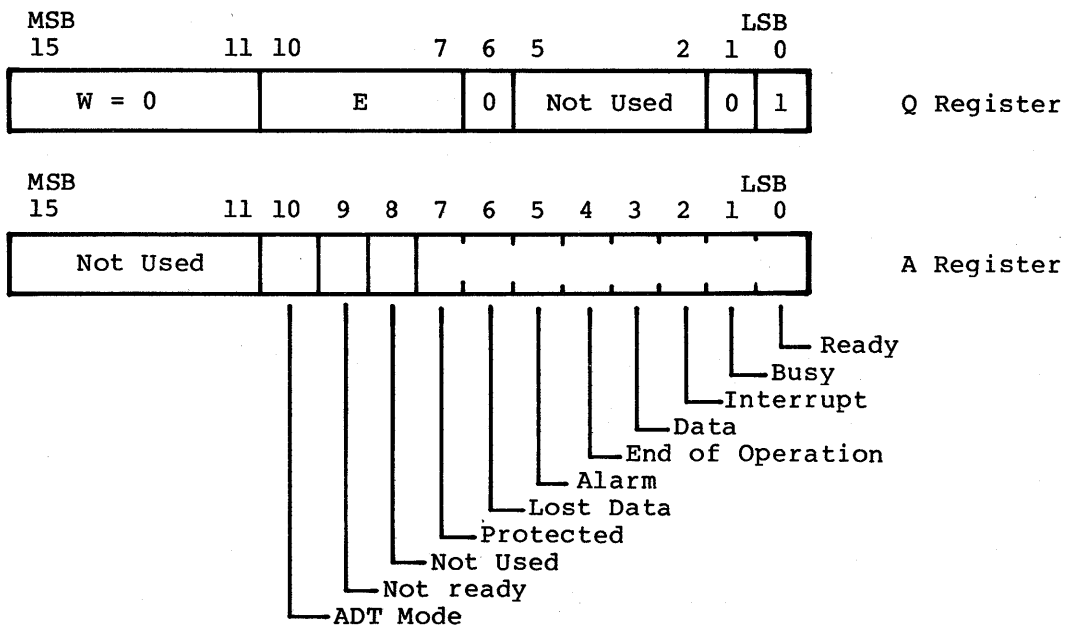 MSB LSB
15 11 10 7 6 5 2 1 0
W = 0 E 0 Not Used 0 1 Q Register
MSB LSB
15 11 10 9 8 7 6 5 4 3 2 1 0
Not Used A Register
Ready
Busy
Interrupt
Data
End of Operation
Alarm
Lost Data
Protected
Not Used
Not ready
ADT Mode